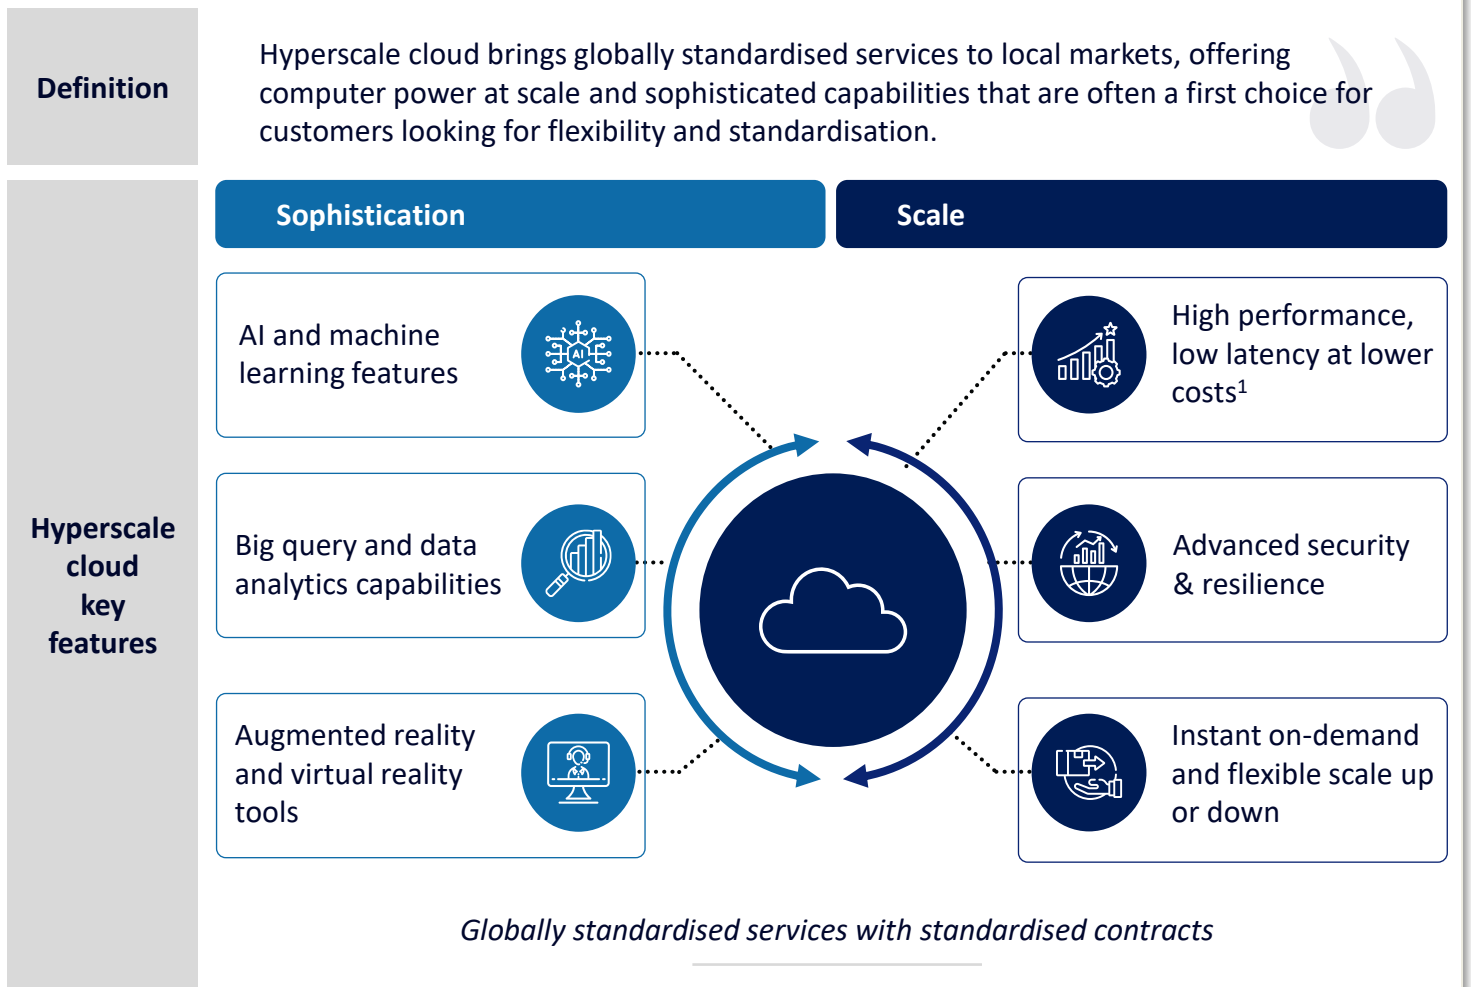 Definition
Hyperscale cloud brings globally standardised services to local markets, offering
computer power at scale and sophisticated capabilities that are often a first choice for
customers looking for flexibility and standardisation.
Hyperscale
cloud
key
features
Sophistication
Scale
AI and machine
learning features
AI
High performance,
low latency at lower
costs¹
Big query and data
analytics capabilities
Advanced security
& resilience
Augmented reality
and virtual reality
tools
Instant on-demand
and flexible scale up
or down
Globally standardised services with standardised contracts